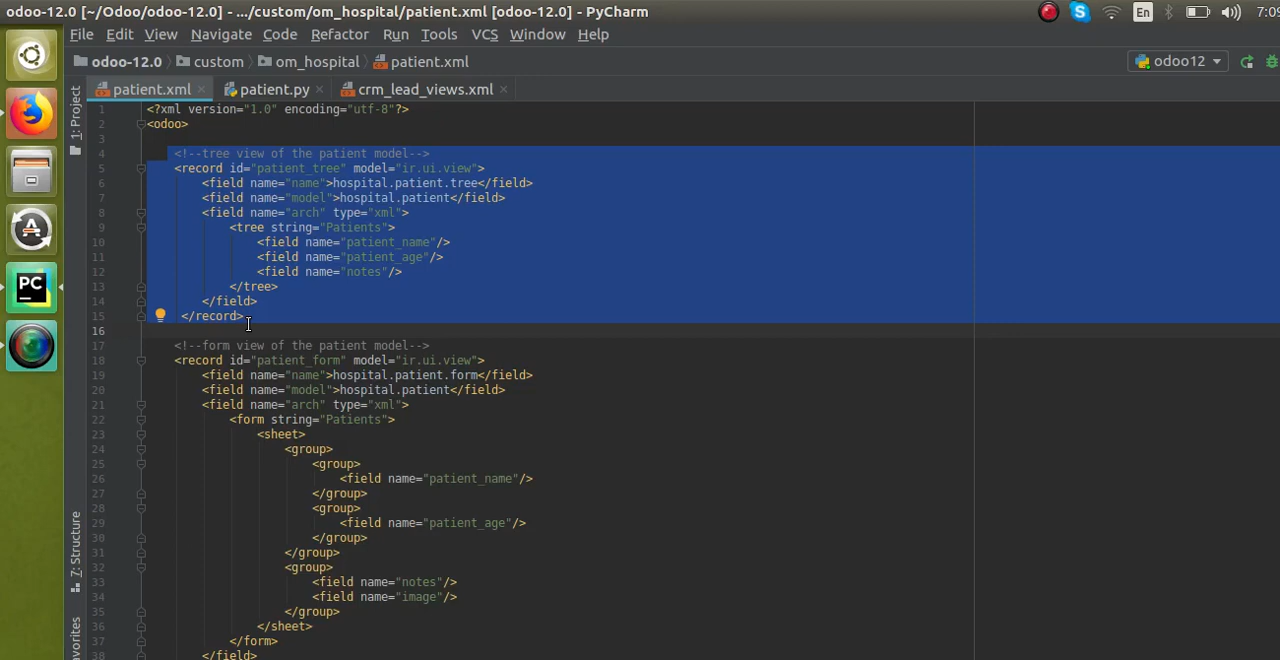 odoo-12.0 [~/Odoo/odoo-12.0] - .../custom/om_hospital/patient.xml [odoo-12.0] - PyCharm
En
7:09
File Edit View Navigate Code Refactor Run Tools VCS Window Help
odoo-12.0 custom om_hospital patient.xml
odoo12
patient.xml patient.py crm_lead_views.xml
1: Project
1 <?xml version="1.0" encoding="utf-8"?>
2 <odoo>
3
4 <!--tree view of the patient model-->
5 <record id="patient_tree" model="ir.ui.view">
6 <field name="name">hospital.patient.tree</field>
7 <field name="model">hospital.patient</field>
8 <field name="arch" type="xml">
9 <tree string="Patients">
10 <field name="patient_name"/>
11 <field name="patient_age"/>
12 <field name="notes"/>
13 </tree>
14 </field>
15 </record>
16
17 <!--form view of the patient model-->
18 <record id="patient_form" model="ir.ui.view">
19 <field name="name">hospital.patient.form</field>
20 <field name="model">hospital.patient</field>
21 <field name="arch" type="xml">
22 <form string="Patients">
23 <sheet>
24 <group>
25 <group>
26 <field name="patient_name"/>
27 </group>
28 <group>
29 <field name="patient_age"/>
30 </group>
31 </group>
32 <group>
33 <field name="notes"/>
34 <field name="image"/>
35 </group>
36 </sheet>
37 </form>
38 </field>
7: Structure
avorites
PC